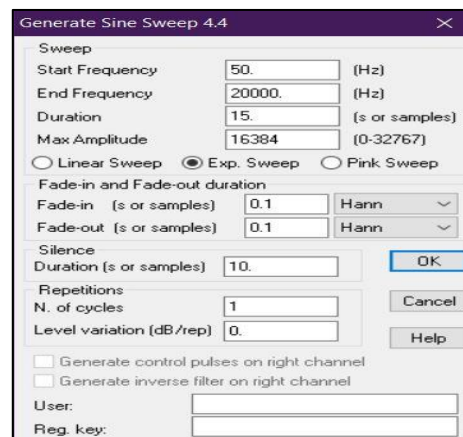 Generate Sine Sweep 4.4
Sweep
Start Frequency 50. (Hz)
End Frequency 20000. (Hz)
Duration 15. (s or samples)
Max Amplitude 16384 (0-32767)
Linear Sweep Exp. Sweep Pink Sweep
Fade-in and Fade-out duration
Fade-in (s or samples) 0.1 Hann
Fade-out (s or samples) 0.1 Hann
Silence
Duration (s or samples) 10. OK
Repetitions
N. of cycles 1 Cancel
Level variation (dB/rep) 0. Help
Generate control pulses on right channel
Generate inverse filter on right channel
User:
Reg. key: